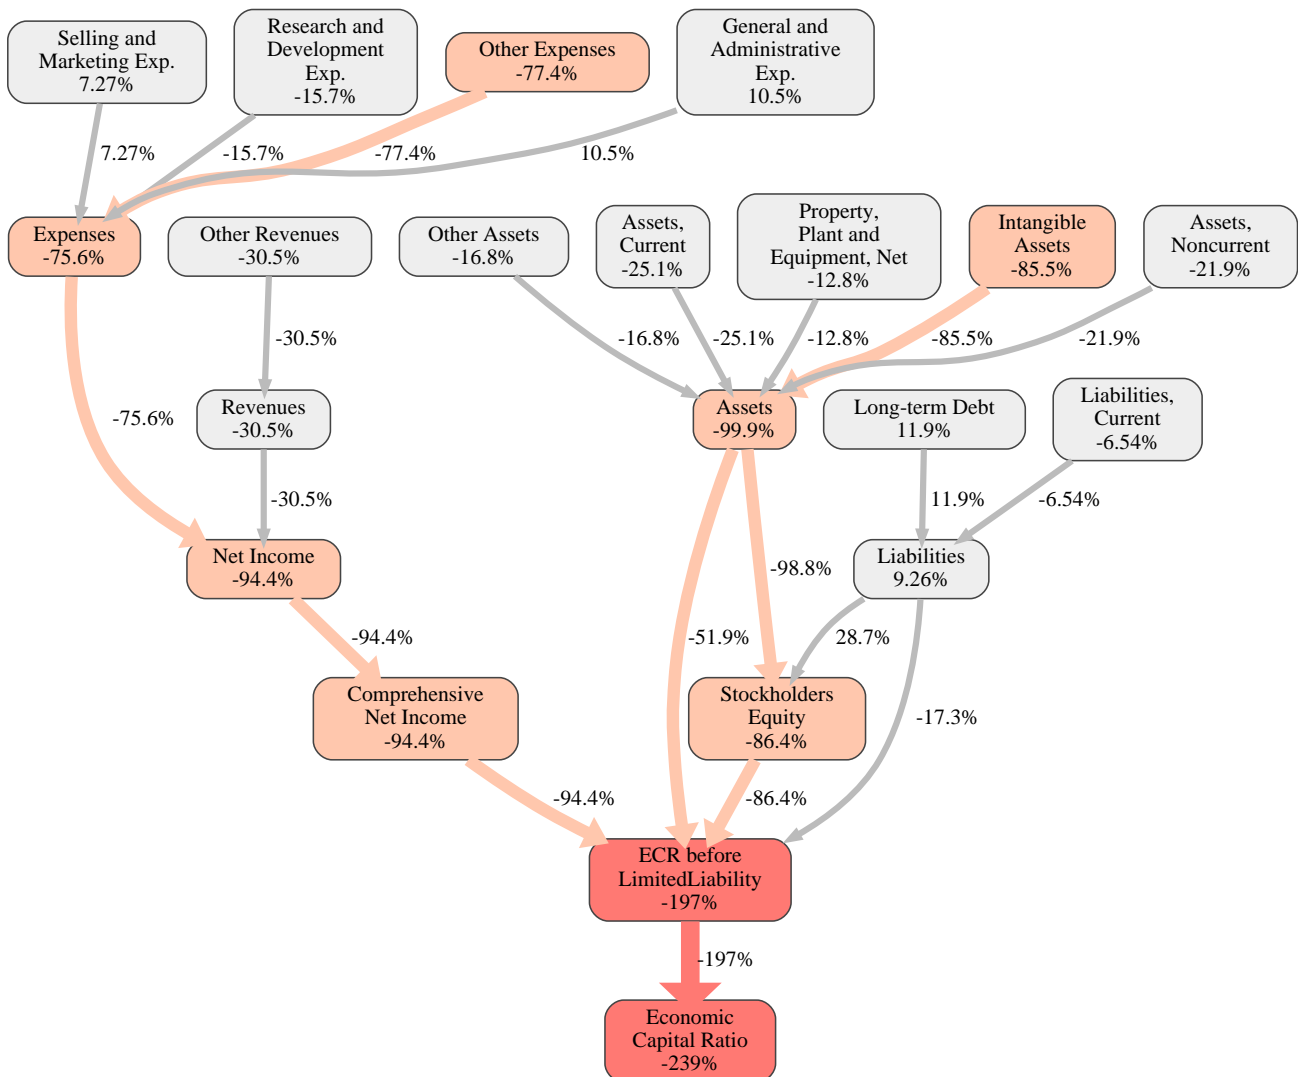 Selling and
Marketing Exp.
7.27%
Research and
Development
Exp.
-15.7%
Other Expenses
-77.4%
General and
Administrative
Exp.
10.5%
7.27%
-15.7%
-77.4%
10.5%
Expenses
-75.6%
Other Revenues
-30.5%
Other Assets
-16.8%
Assets,
Current
-25.1%
Property,
Plant and
Equipment, Net
-12.8%
Intangible
Assets
-85.5%
Assets,
Noncurrent
-21.9%
-30.5%
-16.8%
-25.1%
-12.8%
-85.5%
-21.9%
-75.6%
Revenues
-30.5%
Assets
-99.9%
Long-term Debt
11.9%
Liabilities,
Current
-6.54%
-30.5%
11.9%
-6.54%
Net Income
-94.4%
-98.8%
Liabilities
9.26%
-94.4%
-51.9%
28.7%
Comprehensive
Net Income
-94.4%
Stockholders
Equity
-86.4%
-17.3%
-94.4%
-86.4%
ECR before
LimitedLiability
-197%
-197%
Economic
Capital Ratio
-239%